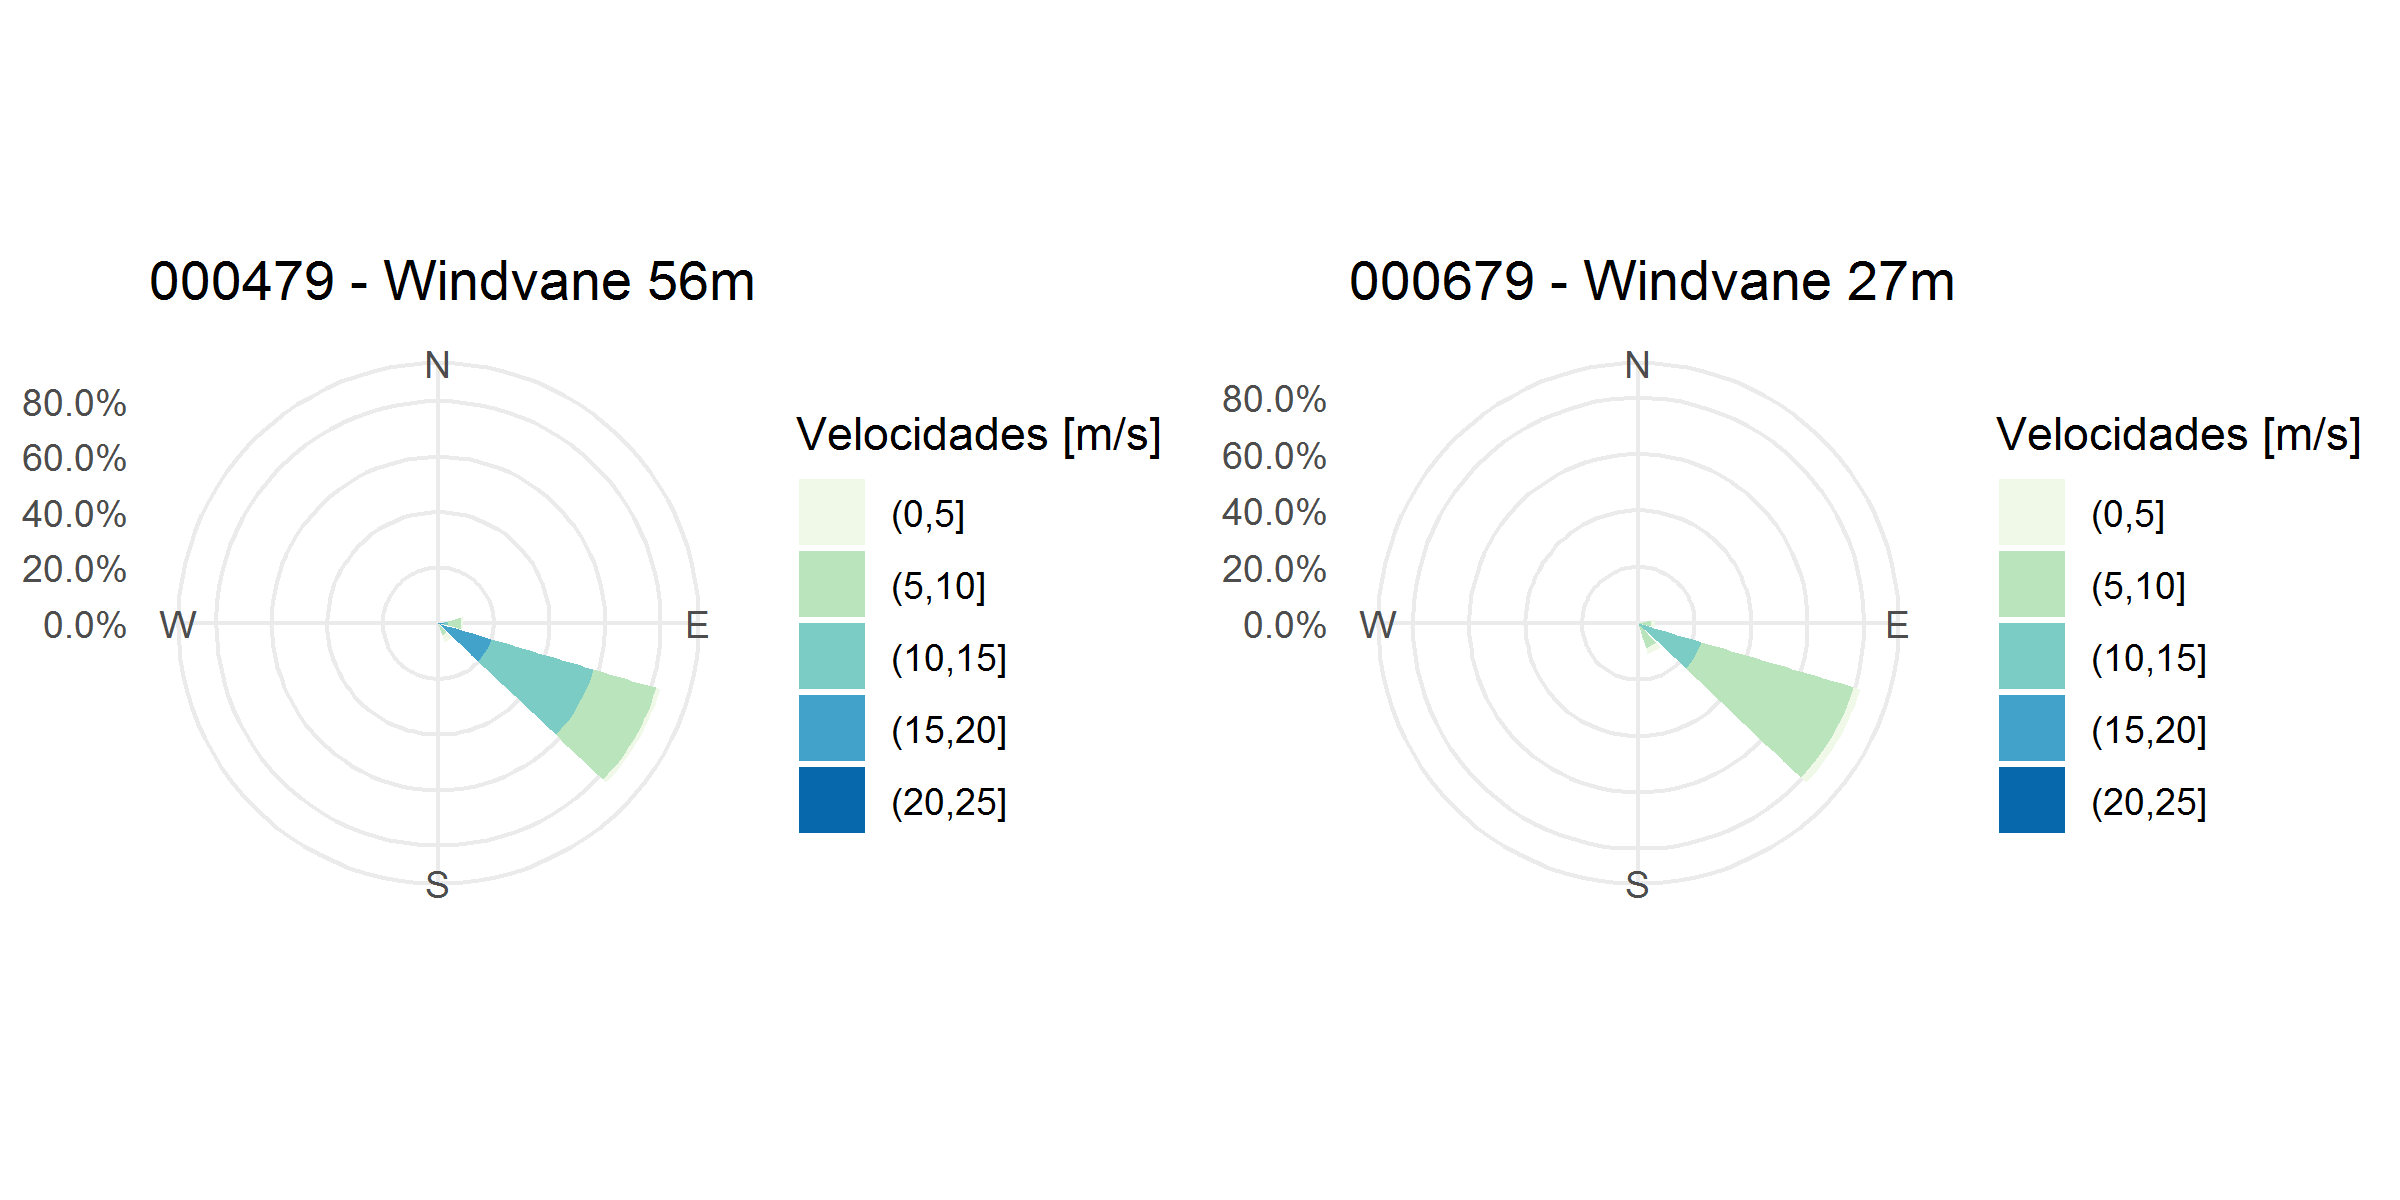 000479 - Windvane 56m
N
80.0%
60.0%
40.0%
20.0%
0.0%
W
E
S
Velocidades [m/s]
(0,5]
(5,10]
(10,15]
(15,20]
(20,25]
000679 - Windvane 27m
N
80.0%
60.0%
40.0%
20.0%
0.0%
W
E
S
Velocidades [m/s]
(0,5]
(5,10]
(10,15]
(15,20]
(20,25]